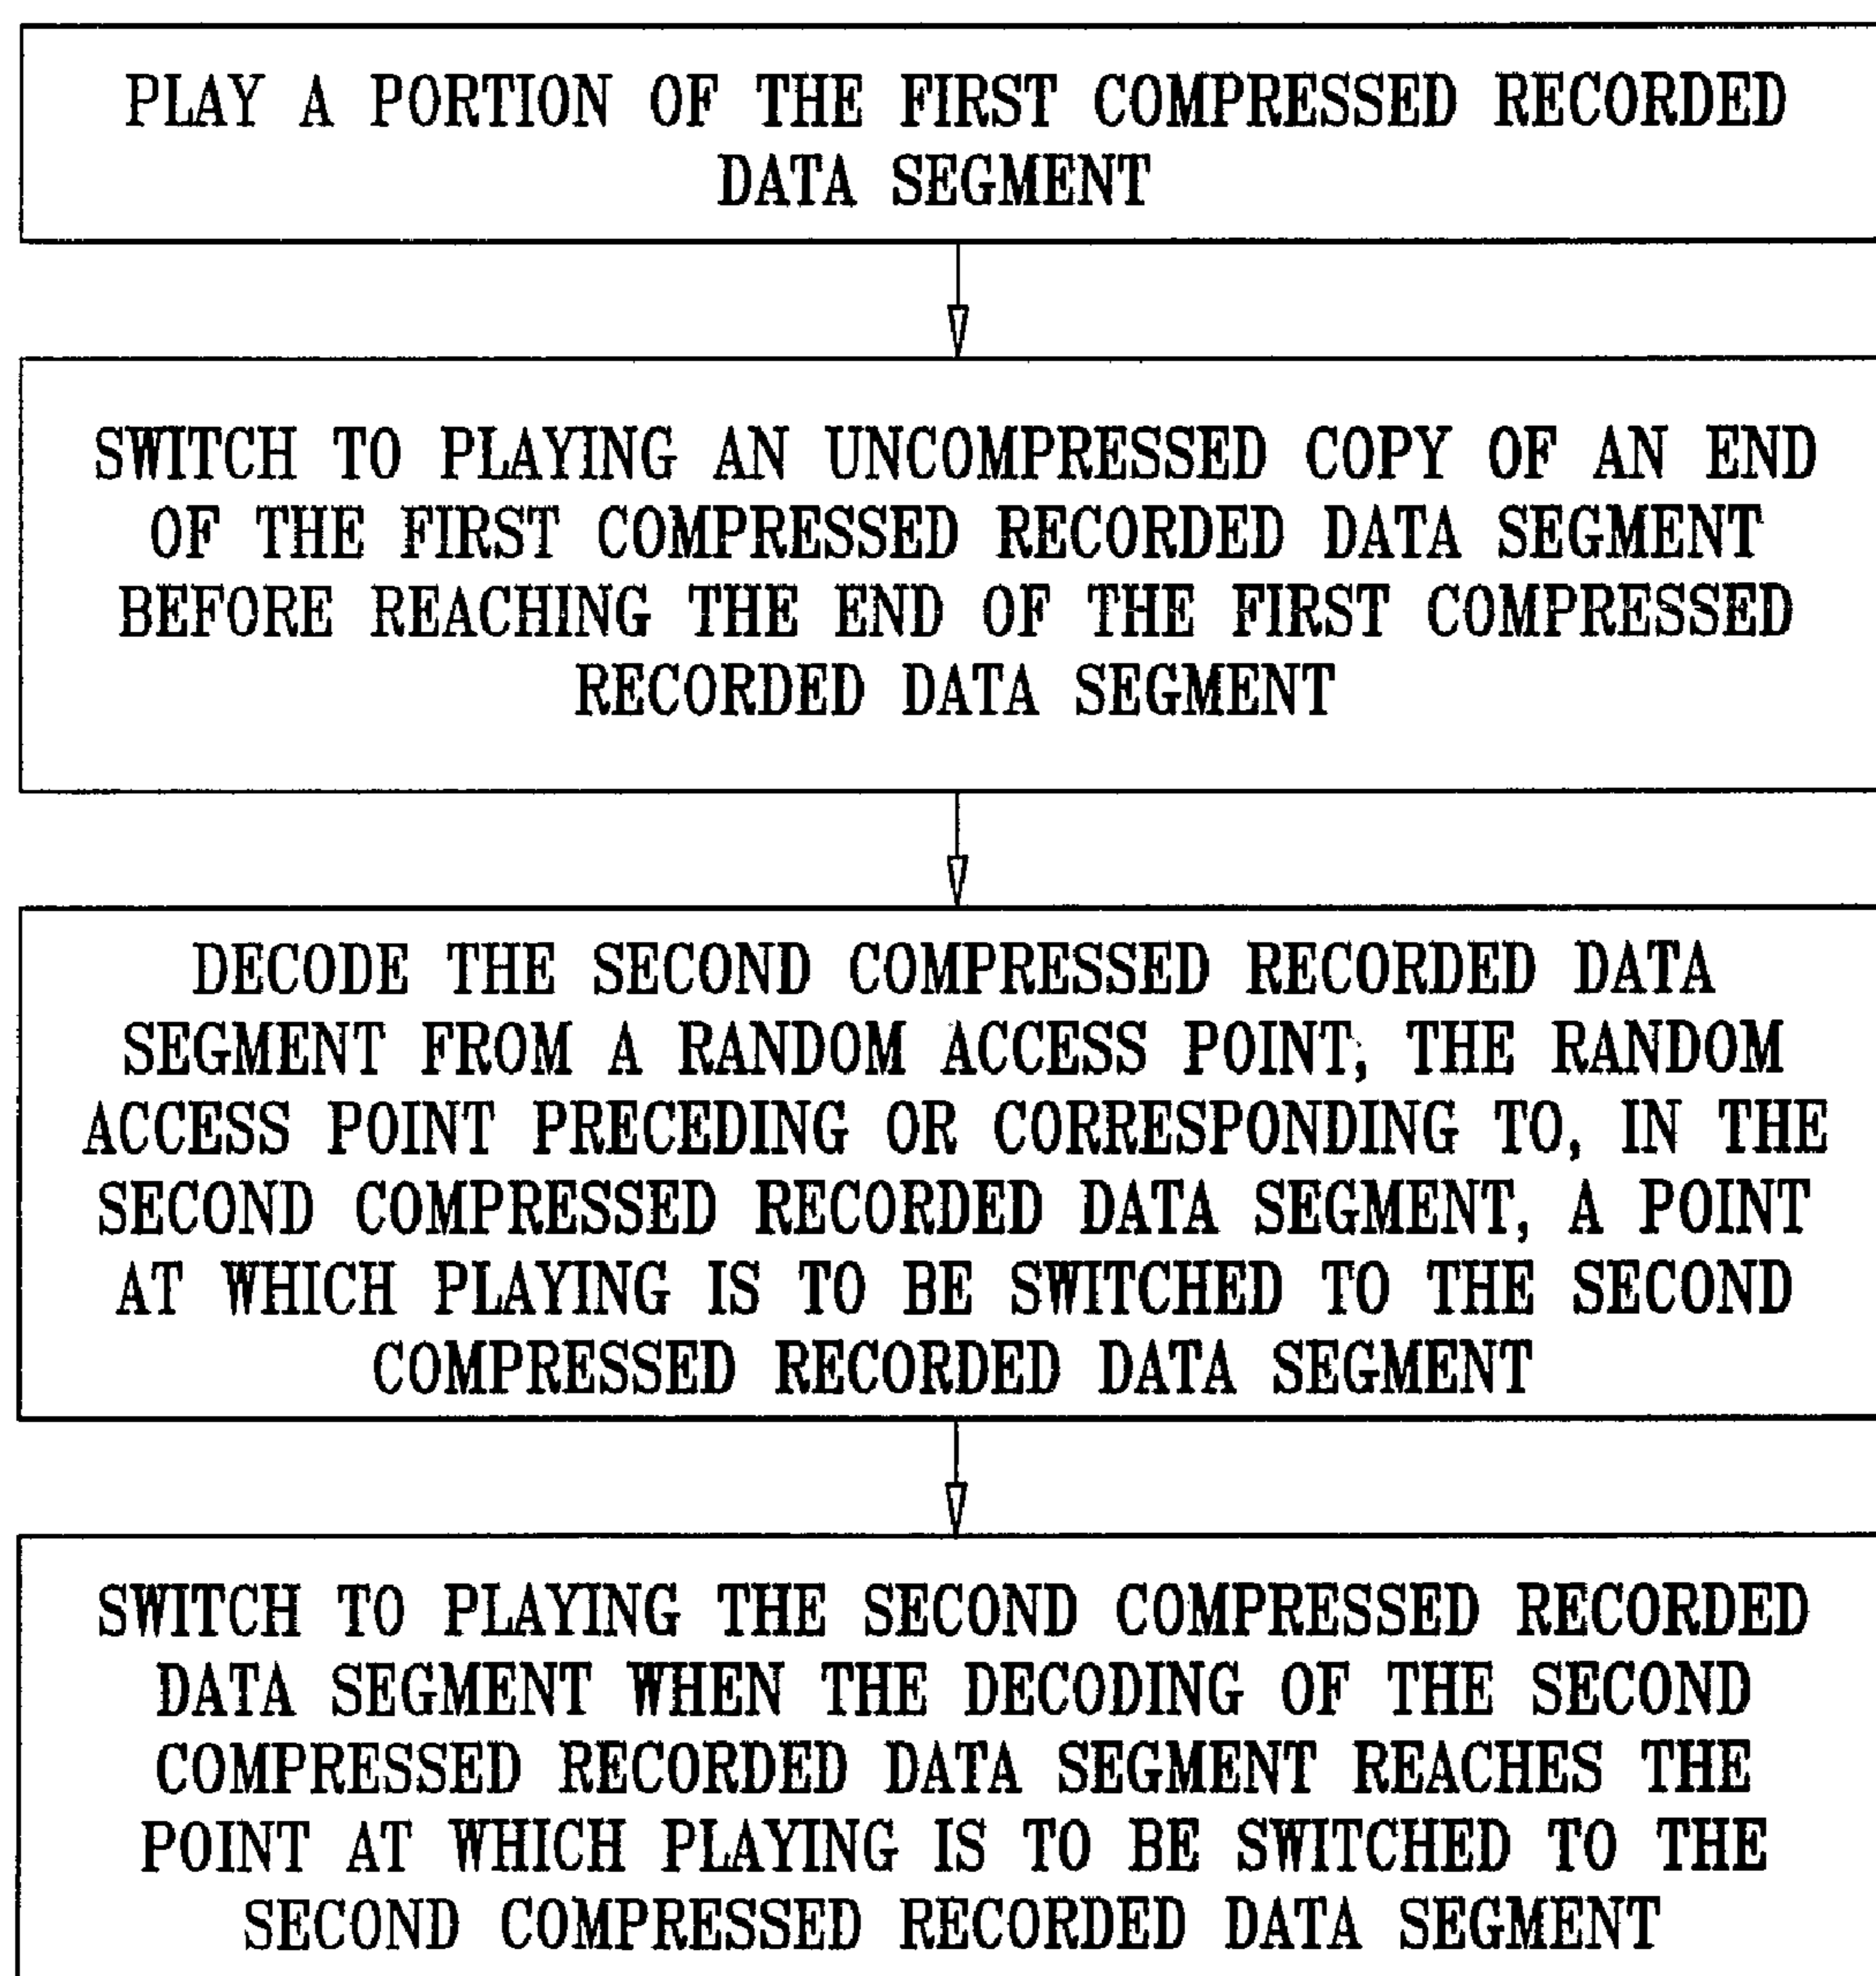 PLAY A PORTION OF THE FIRST COMPRESSED RECORDED
DATA SEGMENT
SWITCH TO PLAYING AN UNCOMPRESSED COPY OF AN END
OF THE FIRST COMPRESSED RECORDED DATA SEGMENT
BEFORE REACHING THE END OF THE FIRST COMPRESSED
RECORDED DATA SEGMENT
DECODE THE SECOND COMPRESSED RECORDED DATA
SEGMENT FROM A RANDOM ACCESS POINT, THE RANDOM
ACCESS POINT PRECEDING OR CORRESPONDING TO, IN THE
SECOND COMPRESSED RECORDED DATA SEGMENT, A POINT
AT WHICH PLAYING IS TO BE SWITCHED TO THE SECOND
COMPRESSED RECORDED DATA SEGMENT
SWITCH TO PLAYING THE SECOND COMPRESSED RECORDED
DATA SEGMENT WHEN THE DECODING OF THE SECOND
COMPRESSED RECORDED DATA SEGMENT REACHES THE
POINT AT WHICH PLAYING IS TO BE SWITCHED TO THE
SECOND COMPRESSED RECORDED DATA SEGMENT